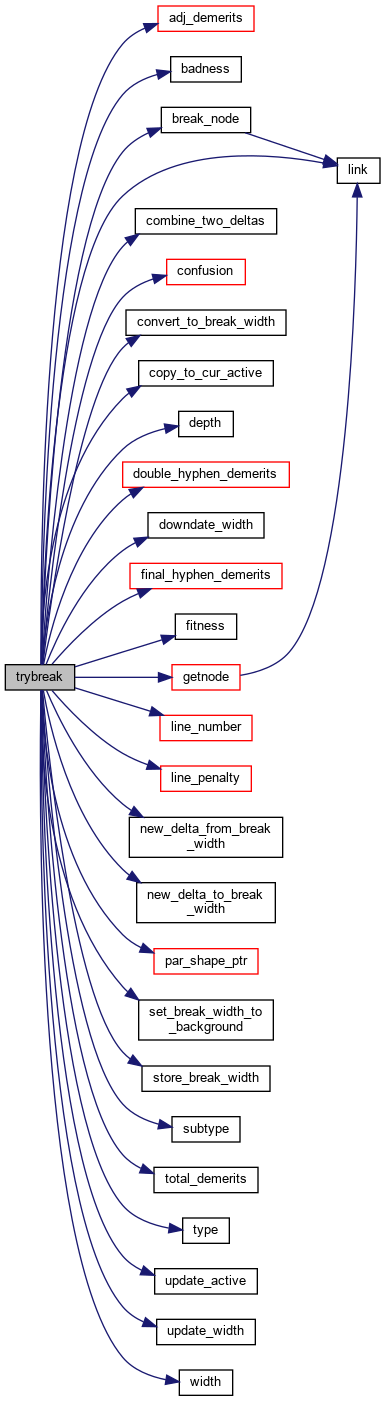 adj_demerits
badness
break_node
link
combine_two_deltas
confusion
convert_to_break_width
copy_to_cur_active
depth
double_hyphen_demerits
downdate_width
final_hyphen_demerits
fitness
trybreak
getnode
line_number
line_penalty
new_delta_from_break
_width
new_delta_to_break
_width
par_shape_ptr
set_break_width_to
_background
store_break_width
subtype
total_demerits
type
update_active
update_width
width